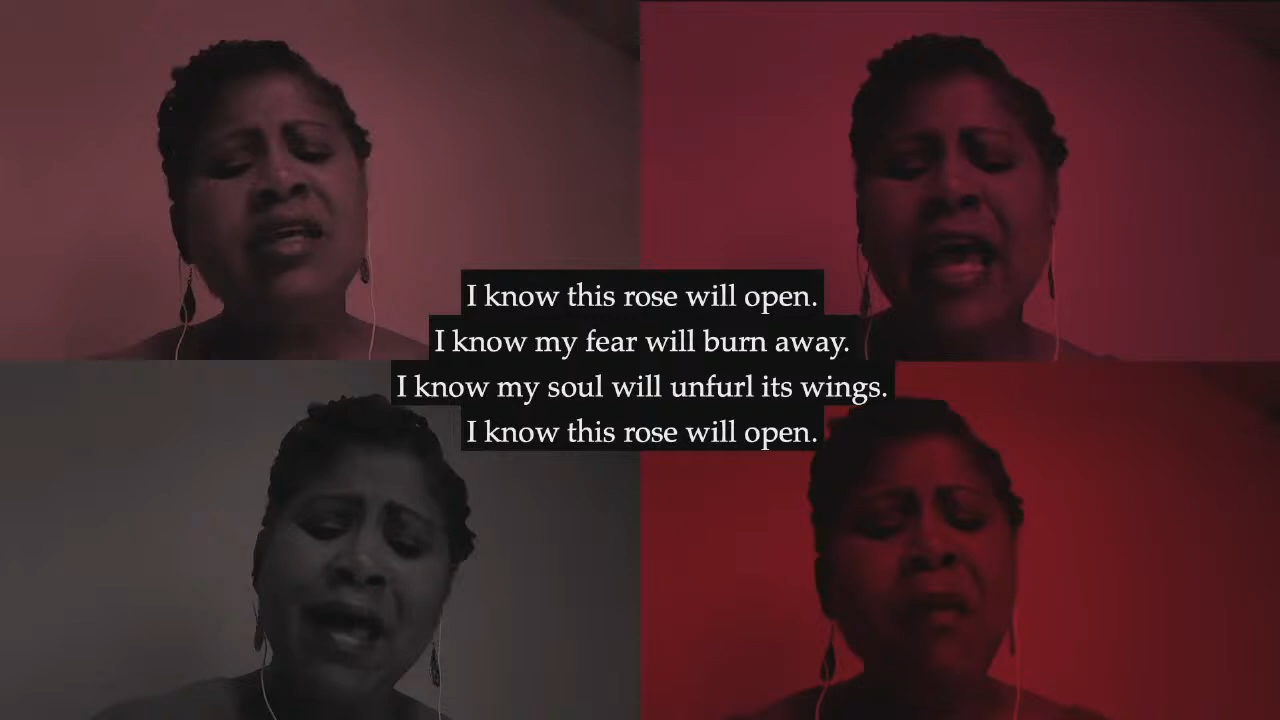 I know this rose will open.
I know my fear will burn away.
I know my soul will unfurl its wings.
I know this rose will open.